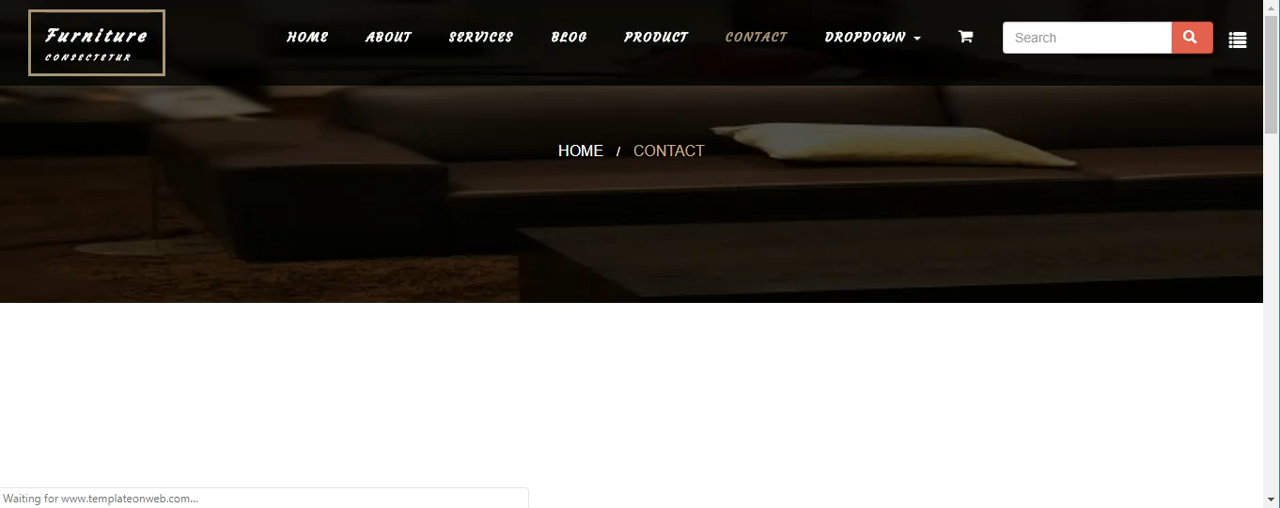 Furniture
CONSECTETUR
HOME ABOUT SERVICES BLOG PRODUCT CONTACT DROPDOWN Search
HOME / CONTACT
Waiting for www.templateonweb.com...